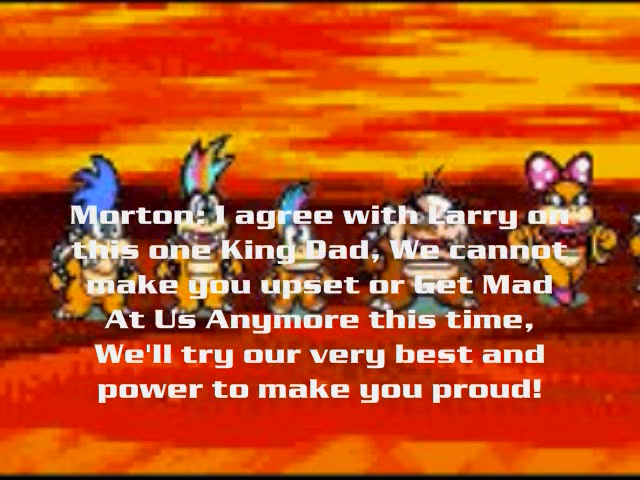 Morton: I agree with Larry on
this one King Dad, We cannot
make you upset or Get Mad
At Us Anymore this time,
We'll try our very best and
power to make you proud!